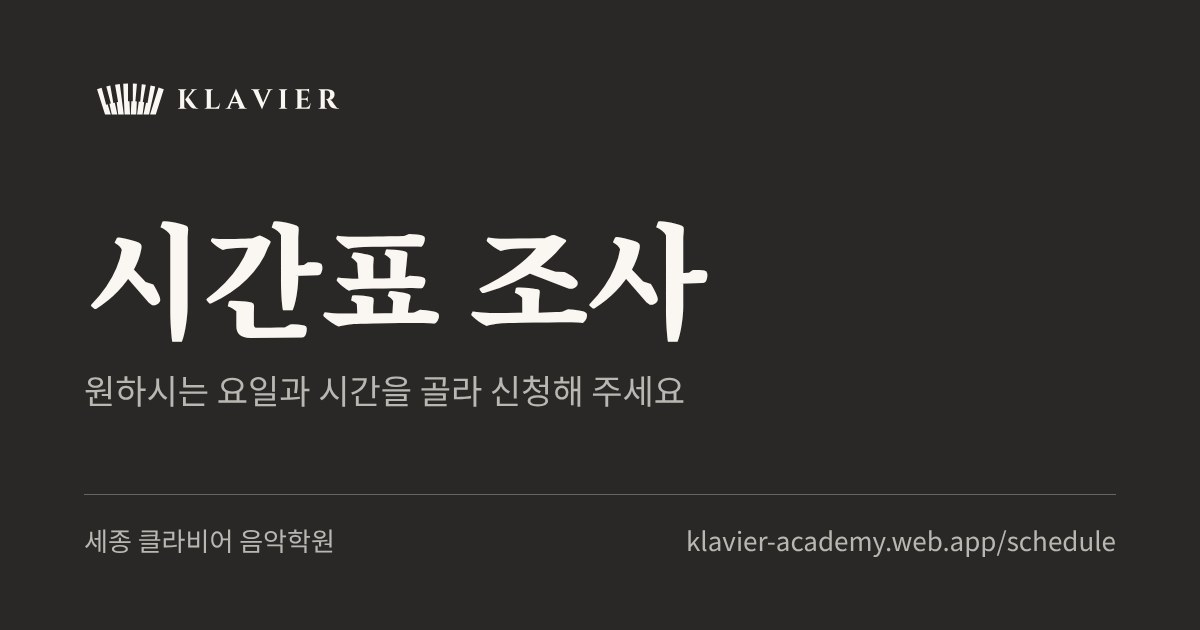 KLAVIER
시간표 조사
원하시는 요일과 시간을 골라 신청해 주세요
세종 클라비어 음악학원
klavier-academy.web.app/schedule